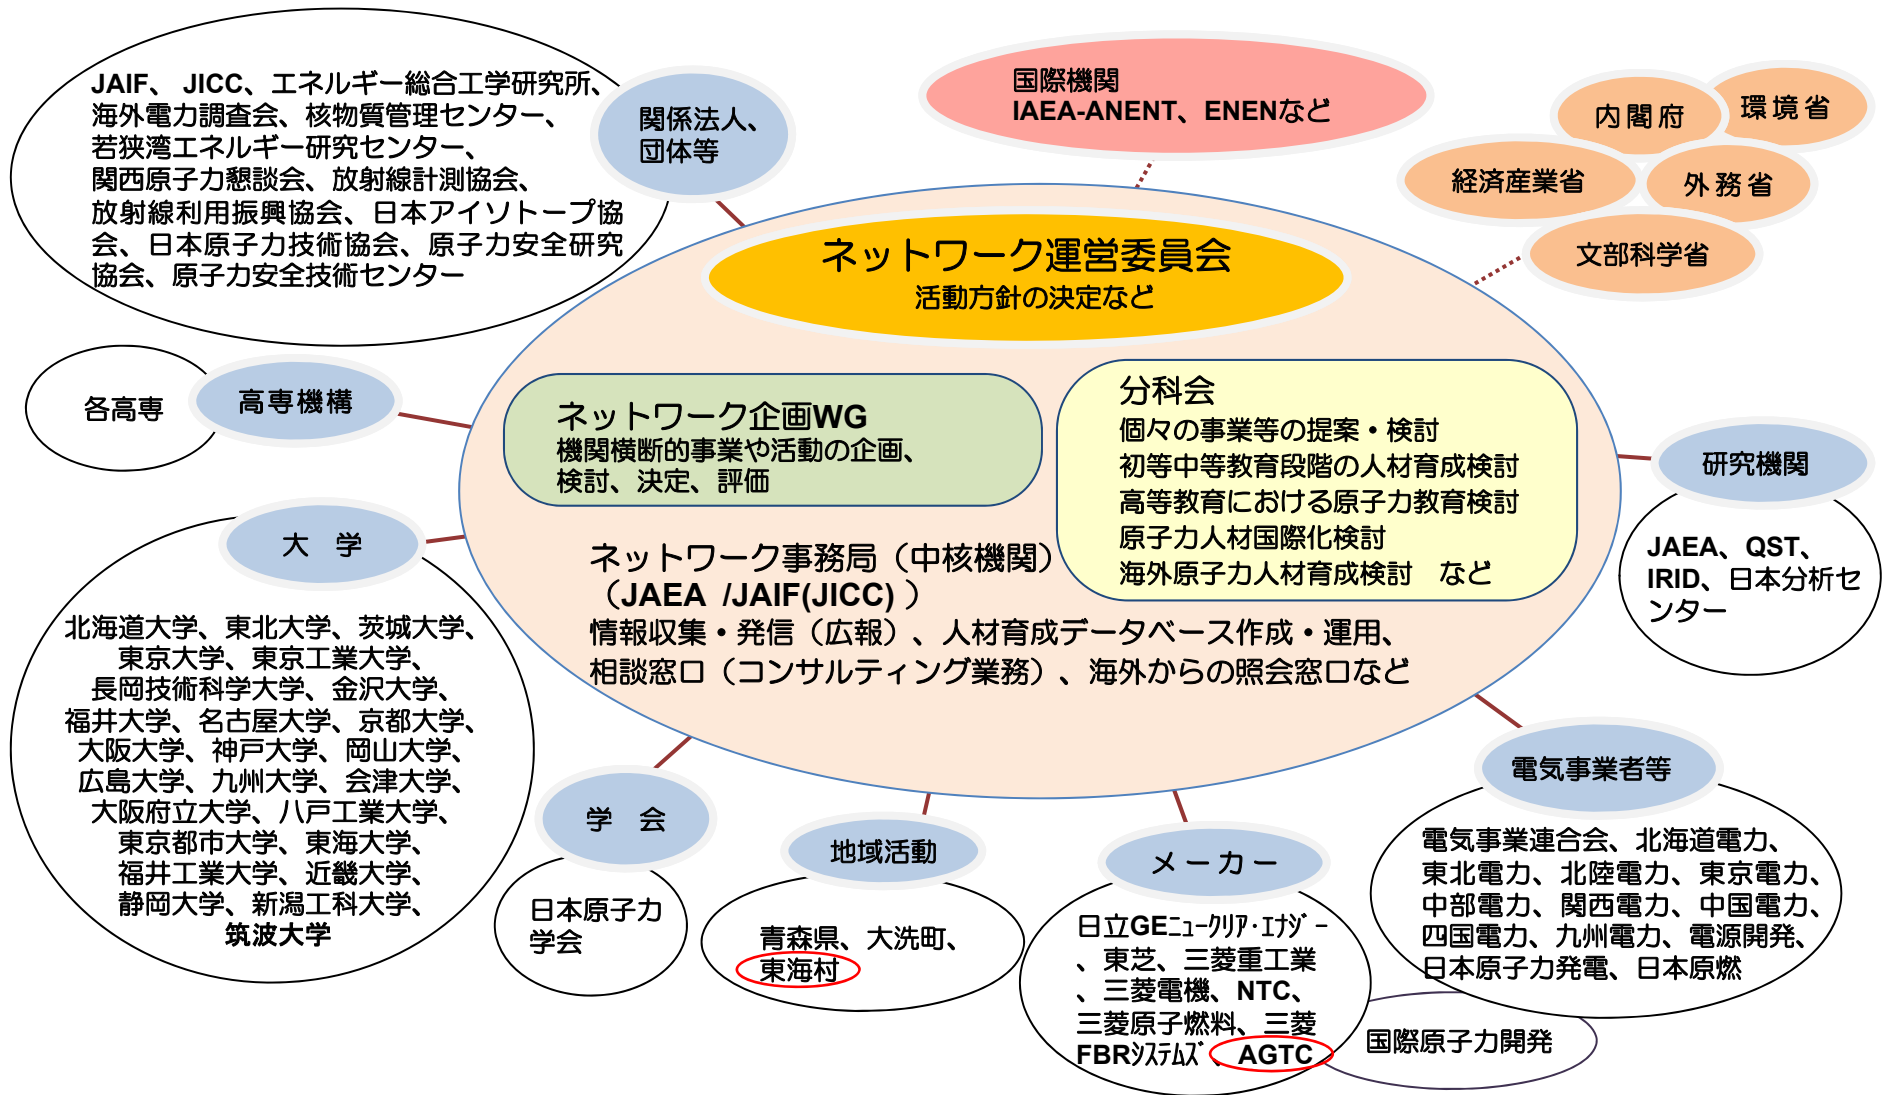 JAIF、 JICC、エネルギー総合工学研究所、
海外電力調査会、核物質管理センター、
若狭湾エネルギー研究センター、
関西原子力懇談会、放射線計測協会、
放射線利用振興協会、日本アイソトープ協
会、日本原子力技術協会、原子力安全研究
協会、原子力安全技術センター
関係法人、
団体等
国際機関
IAEA-ANENT、ENENなど
内閣府
環境省
経済産業省
外務省
文部科学省
ネットワーク運営委員会
活動方針の決定など
各高専
高専機構
ネットワーク企画WG
機関横断的事業や活動の企画、
検討、決定、評価
分科会
個々の事業等の提案・検討
初等中等教育段階の人材育成検討
高等教育における原子力教育検討
原子力人材国際化検討
海外原子力人材育成検討 など
ネットワーク事務局（中核機関）
（JAEA /JAIF(JICC) ）
情報収集・発信（広報）、人材育成データベース作成・運用、
相談窓口（コンサルティング業務）、海外からの照会窓口など
研究機関
JAEA、QST、
IRID、日本分析セ
ンター
大 学
北海道大学、東北大学、茨城大学、
東京大学、東京工業大学、
長岡技術科学大学、金沢大学、
福井大学、名古屋大学、京都大学、
大阪大学、神戸大学、岡山大学、
広島大学、九州大学、会津大学、
大阪府立大学、八戸工業大学、
東京都市大学、東海大学、
福井工業大学、近畿大学、
静岡大学、新潟工科大学、
筑波大学
学 会
日本原子力
学会
地域活動
青森県、大洗町、
東海村
メーカー
日立GEﾆｭｰｸﾘｱ･ｴﾅｼﾞｰ
、東芝、三菱重工業
、三菱電機、NTC、
三菱原子燃料、三菱
FBRｼｽﾃﾑｽﾞ、AGTC
電気事業者等
電気事業連合会、北海道電力、
東北電力、北陸電力、東京電力、
中部電力、関西電力、中国電力、
四国電力、九州電力、電源開発、
日本原子力発電、日本原燃
国際原子力開発